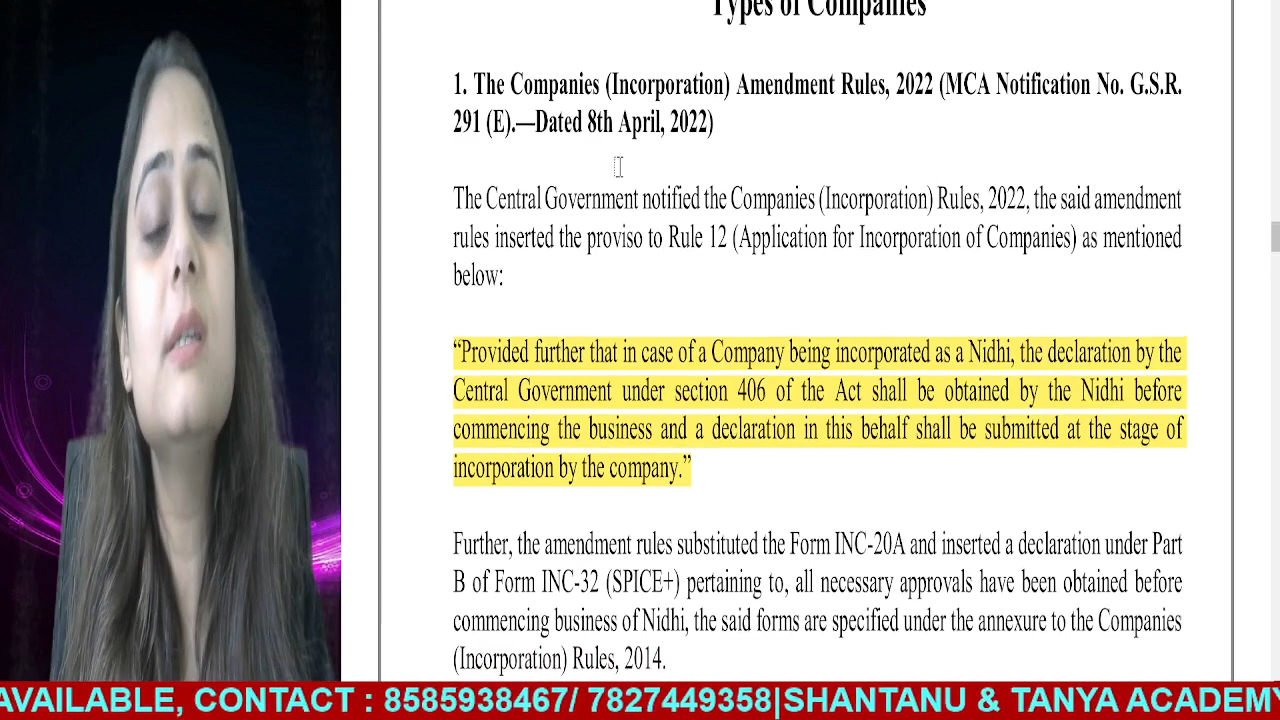 Types of Companies
1. The Companies (Incorporation) Amendment Rules, 2022 (MCA Notification No. G.S.R.
291 (E).—Dated 8th April, 2022)
The Central Government notified the Companies (Incorporation) Rules, 2022, the said amendment
rules inserted the proviso to Rule 12 (Application for Incorporation of Companies) as mentioned
below:
“Provided further that in case of a Company being incorporated as a Nidhi, the declaration by the
Central Government under section 406 of the Act shall be obtained by the Nidhi before
commencing the business and a declaration in this behalf shall be submitted at the stage of
incorporation by the company.”
Further, the amendment rules substituted the Form INC-20A and inserted a declaration under Part
B of Form INC-32 (SPICE+) pertaining to, all necessary approvals have been obtained before
commencing business of Nidhi, the said forms are specified under the annexure to the Companies
(Incorporation) Rules, 2014.
AVAILABLE, CONTACT : 8585938467/ 7827449358|SHANTANU & TANYA ACADEMY